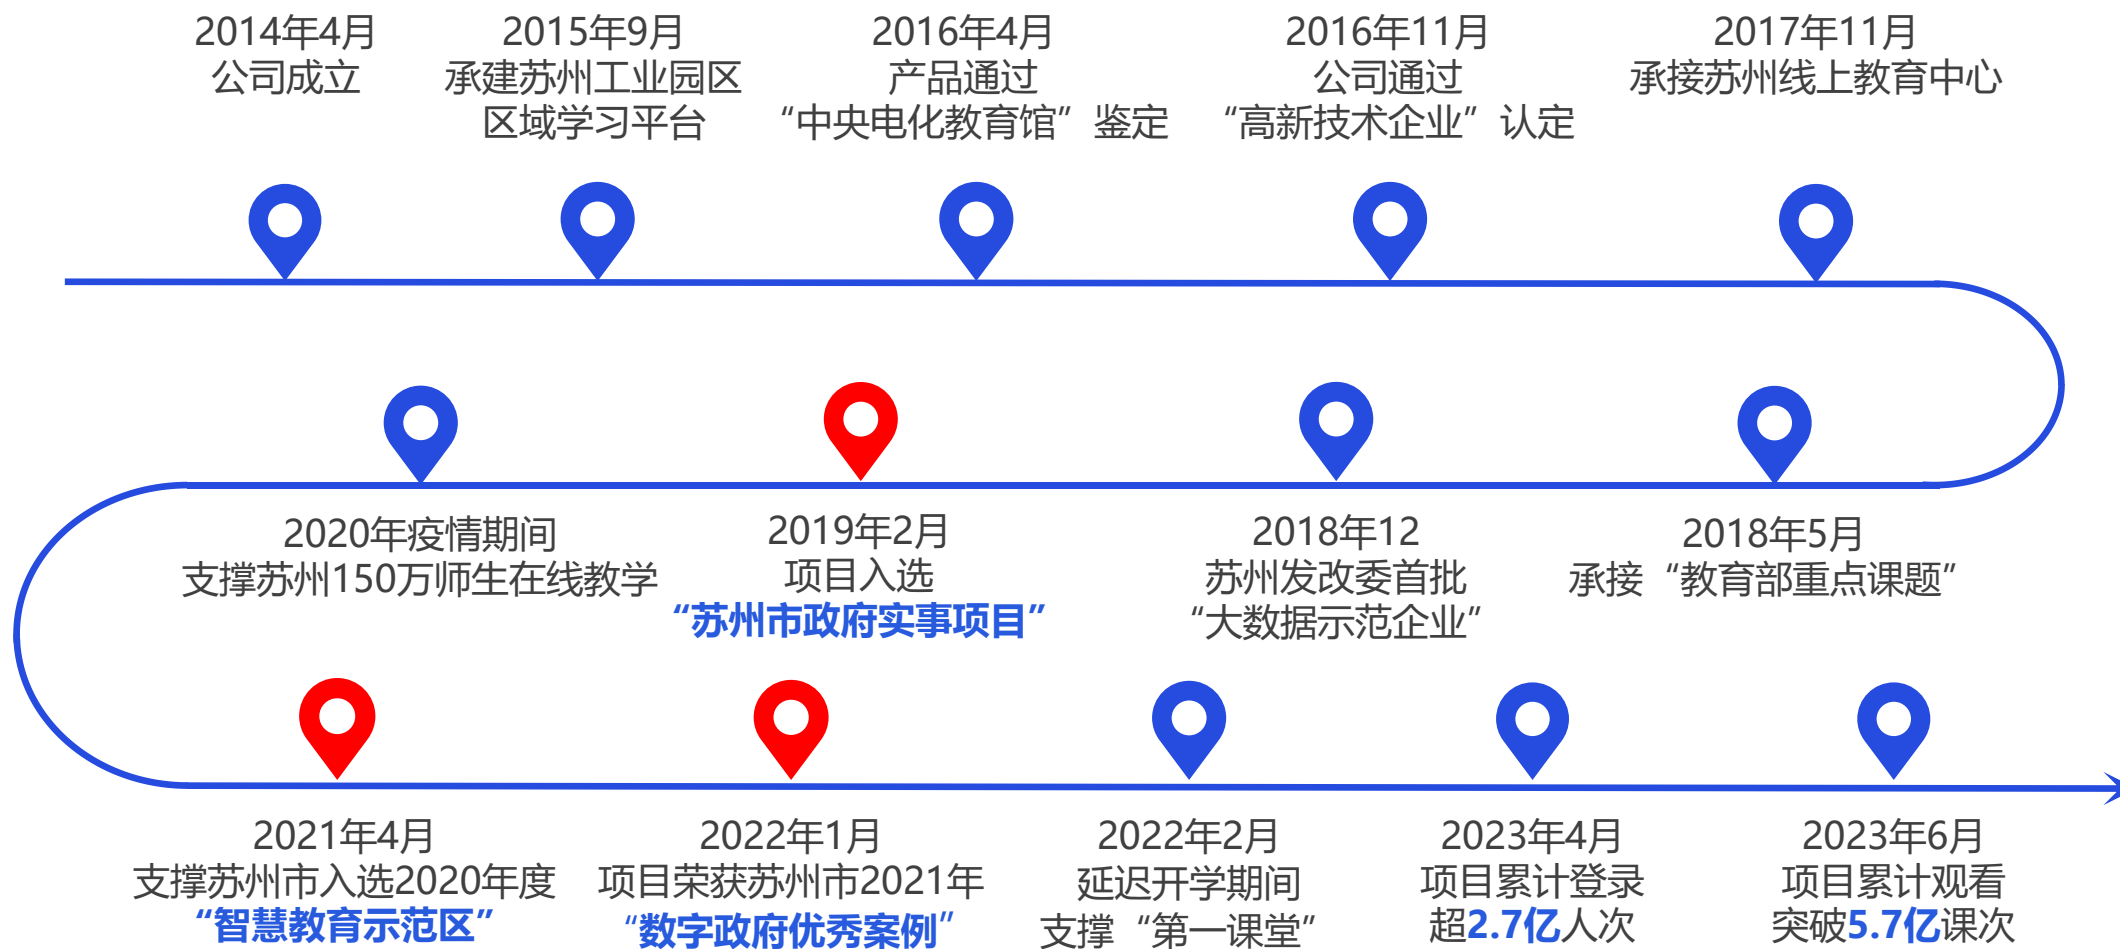 2014年4月
公司成立
2015年9月
承建苏州工业园区
区域学习平台
2016年4月
产品通过
“中央电化教育馆”鉴定
2016年11月
公司通过
“高新技术企业”认定
2017年11月
承接苏州线上教育中心
2020年疫情期间
支撑苏州150万师生在线教学
2019年2月
项目入选
“苏州市政府实事项目”
2018年12
苏州发改委首批
“大数据示范企业”
2018年5月
承接“教育部重点课题”
2021年4月
支撑苏州市入选2020年度
“智慧教育示范区”
2022年1月
项目荣获苏州市2021年
“数字政府优秀案例”
2022年2月
延迟开学期间
支撑“第一课堂”
2023年4月
项目累计登录
超2.7亿人次
2023年6月
项目累计观看
突破5.7亿课次